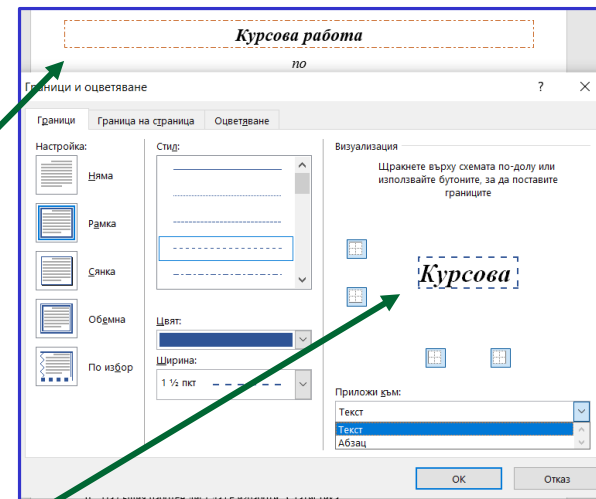 Курсова работа
по
Граници и оцветяване ? ×
Граници Граница на страница Оцветяване
Настройка:
Няма
Рамка
Сянка
Обемна
По избор
Стил:
Цвят:
Ширина:
1 ½ пкт
Визуализация
Щракнете върху схемата по-долу или
използвайте бутоните, за да поставите
границите
Курсова
Приложи към:
Текст
Текст
Абзац
OK Отказ